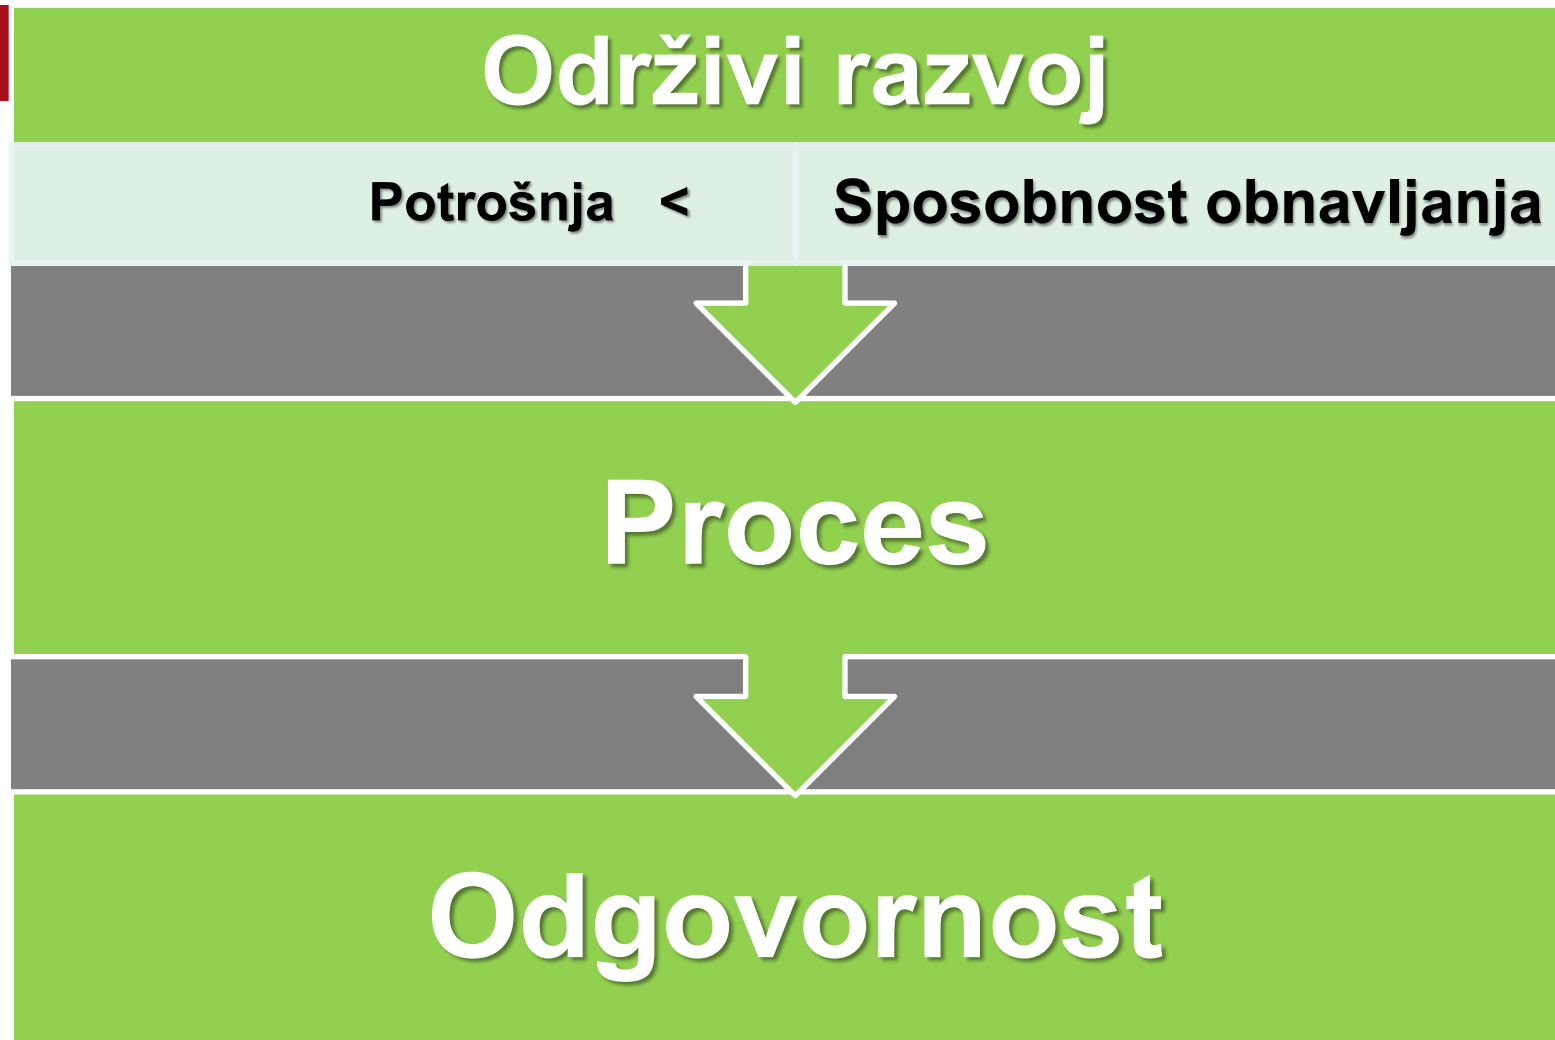 Održivi razvoj
Potrošnja < Sposobnost obnavljanja
Proces
Odgovornost